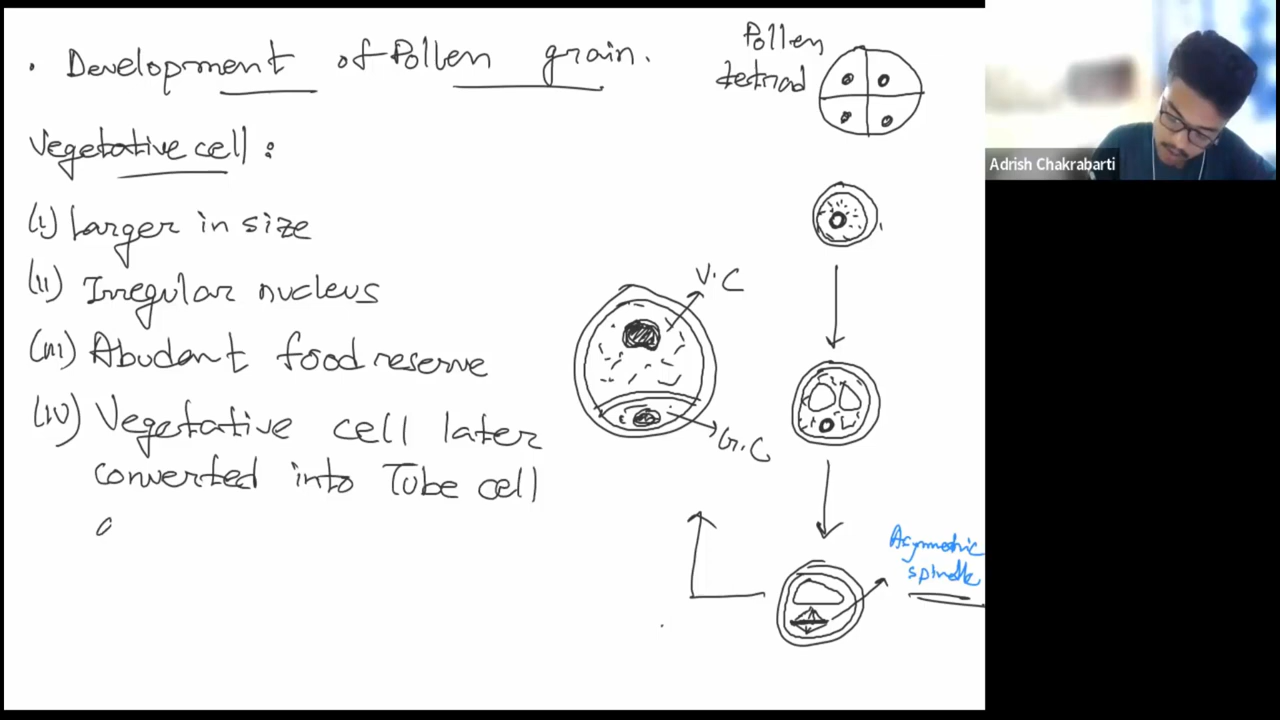 . Development of Pollen grain.
Vegetative cell :
(i) Larger in size
(ii) Irregular nucleus
(iii) Abudant food reserve
(iv) Vegetative cell later
converted into Tube cell
Pollen
tetriad
V.C
G.C
Asymmetric
spindle
Adrish Chakrabarti